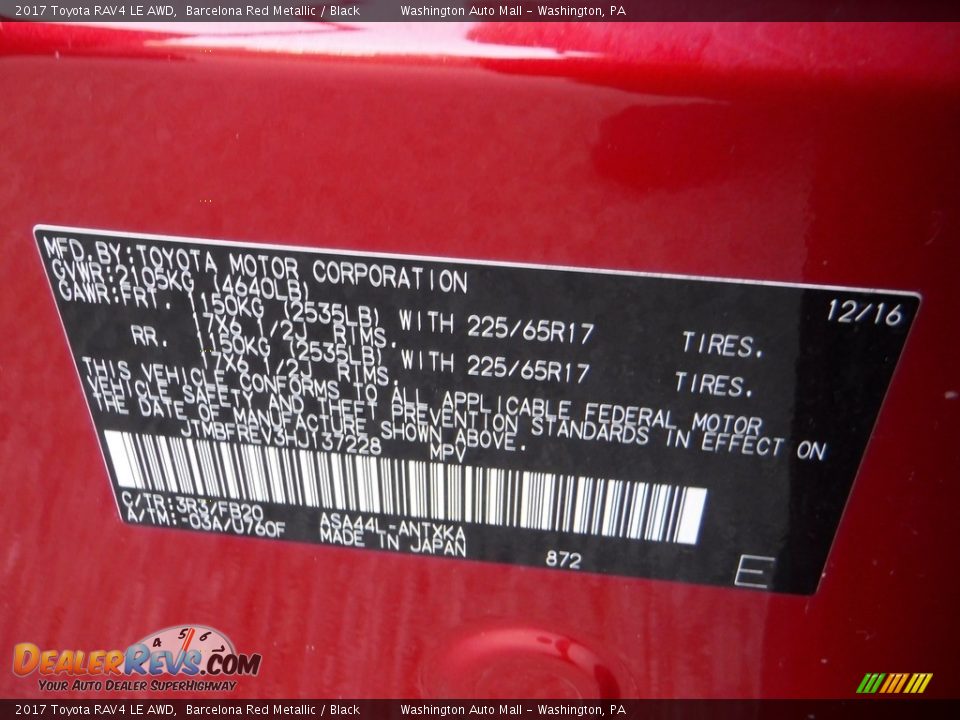 2017 Toyota RAV4 LE AWD, Barcelona Red Metallic / Black Washington Auto Mall - Washington, PA
MFD.BY:TOYOTA MOTOR CORPORATION 12/16
GVWR:2105KG (4640LB)
GAWR:FRT. 1150KG (2535LB) WITH 225/65R17 TIRES.
17X6 1/2J RIMS.
RR. 1150KG (2535LB) WITH 225/65R17 TIRES.
17X6 1/2J RIMS.
THIS VEHICLE CONFORMS TO ALL APPLICABLE FEDERAL MOTOR
VEHICLE SAFETY AND THEFT PREVENTION STANDARDS IN EFFECT ON
THE DATE OF MANUFACTURE SHOWN ABOVE.
JTMBFREV3HJ137228 MPV
C/TR:3R3/FB20 ASA44L-ANTXKA
A/TM:-03A/U760F MADE IN JAPAN 872 E
4 5 6
DEALERREVS.COM
YOUR AUTO DEALER SUPERHIGHWAY
2017 Toyota RAV4 LE AWD, Barcelona Red Metallic / Black Washington Auto Mall - Washington, PA